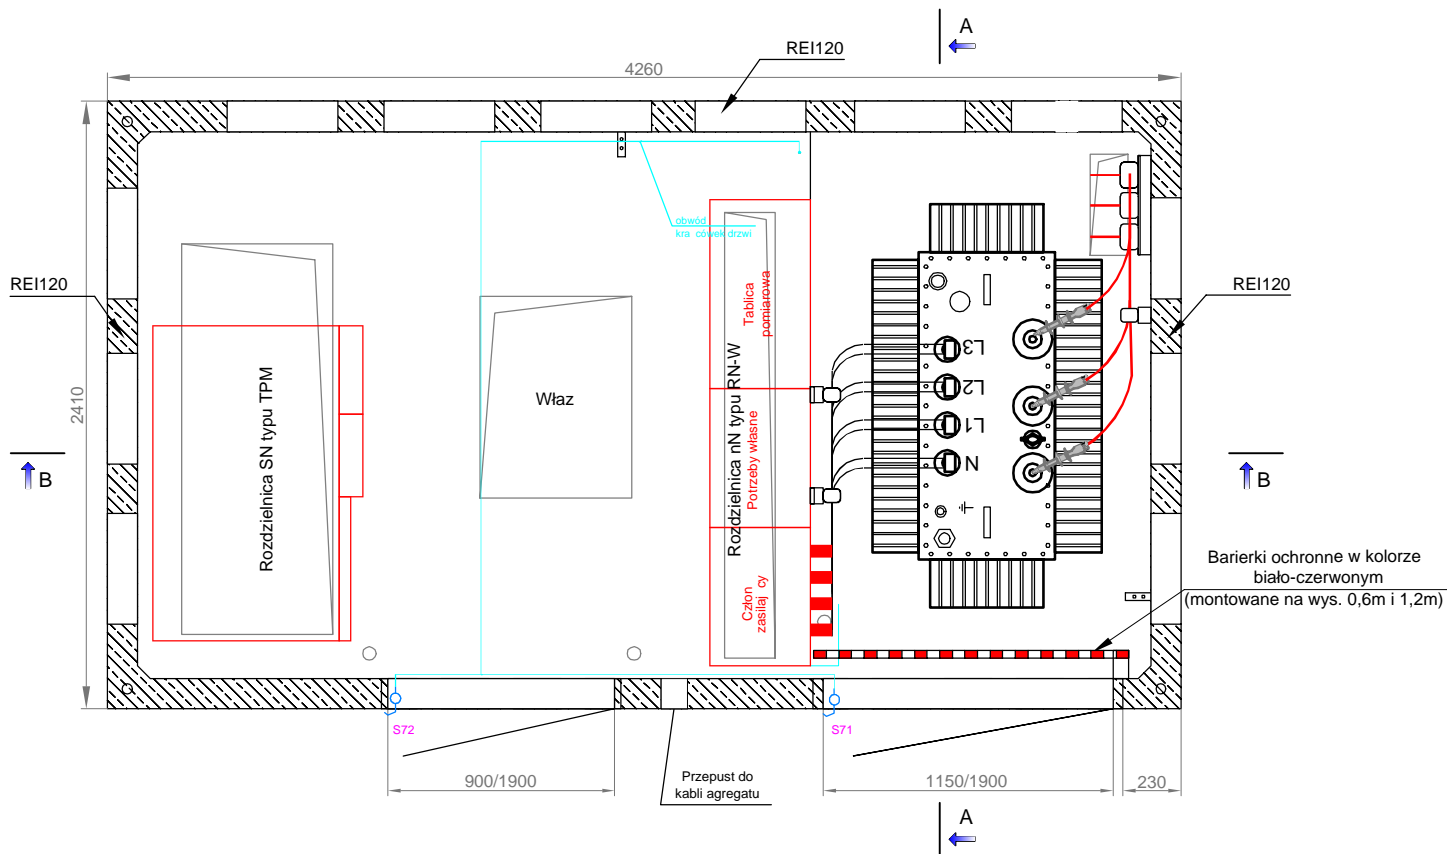 A
REI120
4260
obwód
kra cówek drzwi
REI120
REI120
2410
Rozdzielnica SN typu TPM
Właz
Tablica
pomiarowa
Potrzeby własne
Człon
zasilaj cy
Rozdzielnica nN typu RN-W
L3
L2
L1
N
B
B
Barierki ochronne w kolorze
biało-czerwonym
(montowane na wys. 0,6m i 1,2m)
S72
S71
900/1900
Przepust do
kabli agregatu
1150/1900
230
A